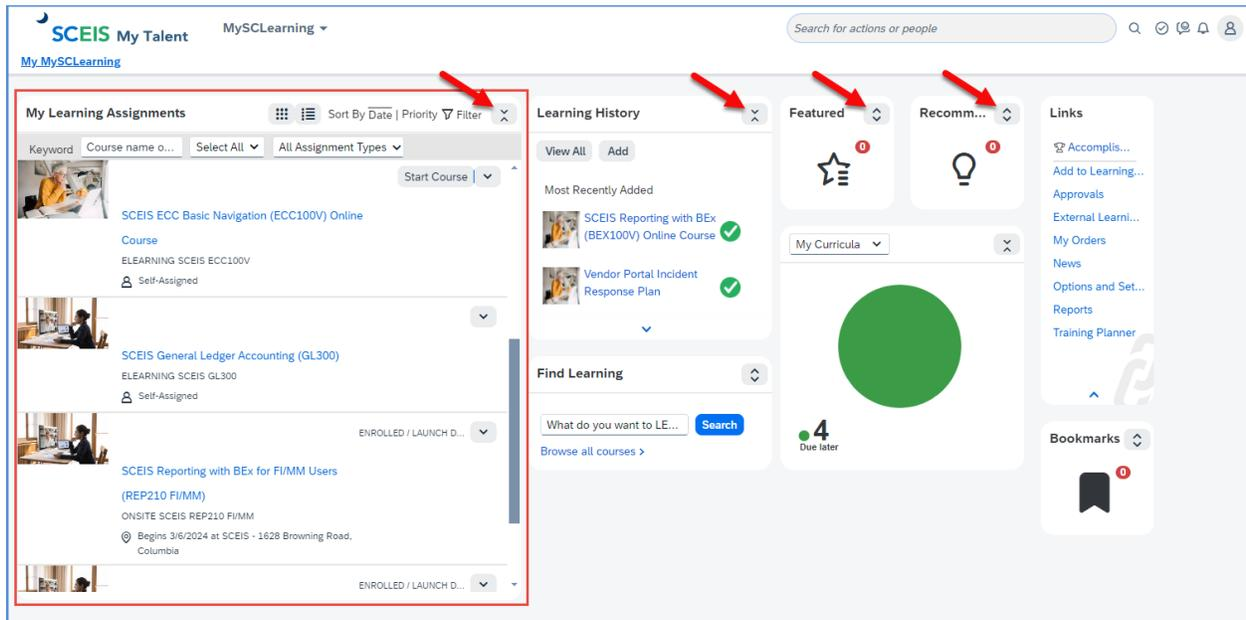 SCEIS My Talent
MySCLearning
Search for actions or people
My MySCLearning
My Learning Assignments
Sort By Date | Priority Filter
Keyword Course name o... Select All All Assignment Types
Start Course
SCEIS ECC Basic Navigation (ECC100V) Online
Course
ELEARNING SCEIS ECC100V
Self-Assigned
SCEIS General Ledger Accounting (GL300)
ELEARNING SCEIS GL300
Self-Assigned
ENROLLED / LAUNCH D...
SCEIS Reporting with BEx for FI/MM Users
(REP210 FI/MM)
ONSITE SCEIS REP210 FI/MM
Begins 3/6/2024 at SCEIS - 1628 Browning Road,
Columbia
ENROLLED / LAUNCH D...
Learning History
View All Add
Most Recently Added
SCEIS Reporting with BEx
(BEX100V) Online Course
Vendor Portal Incident
Response Plan
Find Learning
What do you want to LE... Search
Browse all courses >
Featured
0
Recomm...
0
My Curricula
4
Due later
Links
Accomplis...
Add to Learning...
Approvals
External Learni...
My Orders
News
Options and Set...
Reports
Training Planner
Bookmarks
0